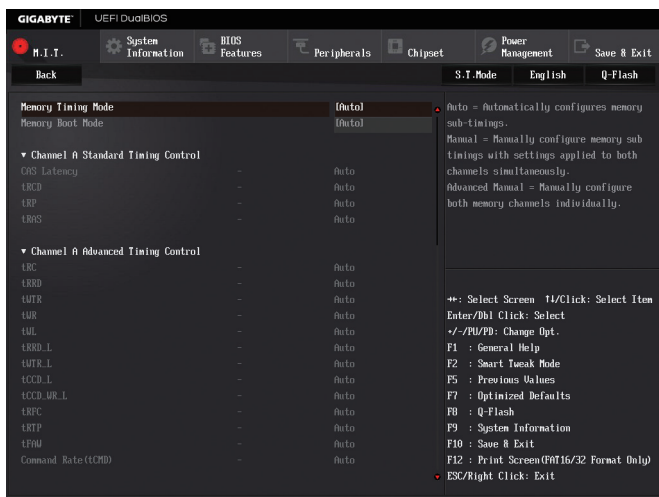 GIGABYTE™ UEFI DualBIOS
M.I.T.
System Information
BIOS Features
Peripherals
Chipset
Power Management
Save & Exit
Back
S.T.Mode English Q-Flash
Memory Timing Mode [Auto]
Memory Boot Mode [Auto]
▼ Channel A Standard Timing Control
CAS Latency - Auto
tRCD - Auto
tRP - Auto
tRAS - Auto
▼ Channel A Advanced Timing Control
tRC - Auto
tRRD - Auto
tWTR - Auto
tWR - Auto
tWL - Auto
tRRD_L - Auto
tWTR_L - Auto
tCCD_L - Auto
tCCD_WR_L - Auto
tRFC - Auto
tRTP - Auto
tFAW - Auto
Command Rate(tCMD) - Auto
Auto = Automatically configures memory
sub-timings.
Manual = Manually configure memory sub
timings with settings applied to both
channels simultaneously.
Advanced Manual = Manually configure
both memory channels individually.
→←: Select Screen ↑↓/Click: Select Item
Enter/Dbl Click: Select
+/-/PU/PD: Change Opt.
F1 : General Help
F2 : Smart Tweak Mode
F5 : Previous Values
F7 : Optimized Defaults
F8 : Q-Flash
F9 : System Information
F10 : Save & Exit
F12 : Print Screen(FAT16/32 Format Only)
ESC/Right Click: Exit